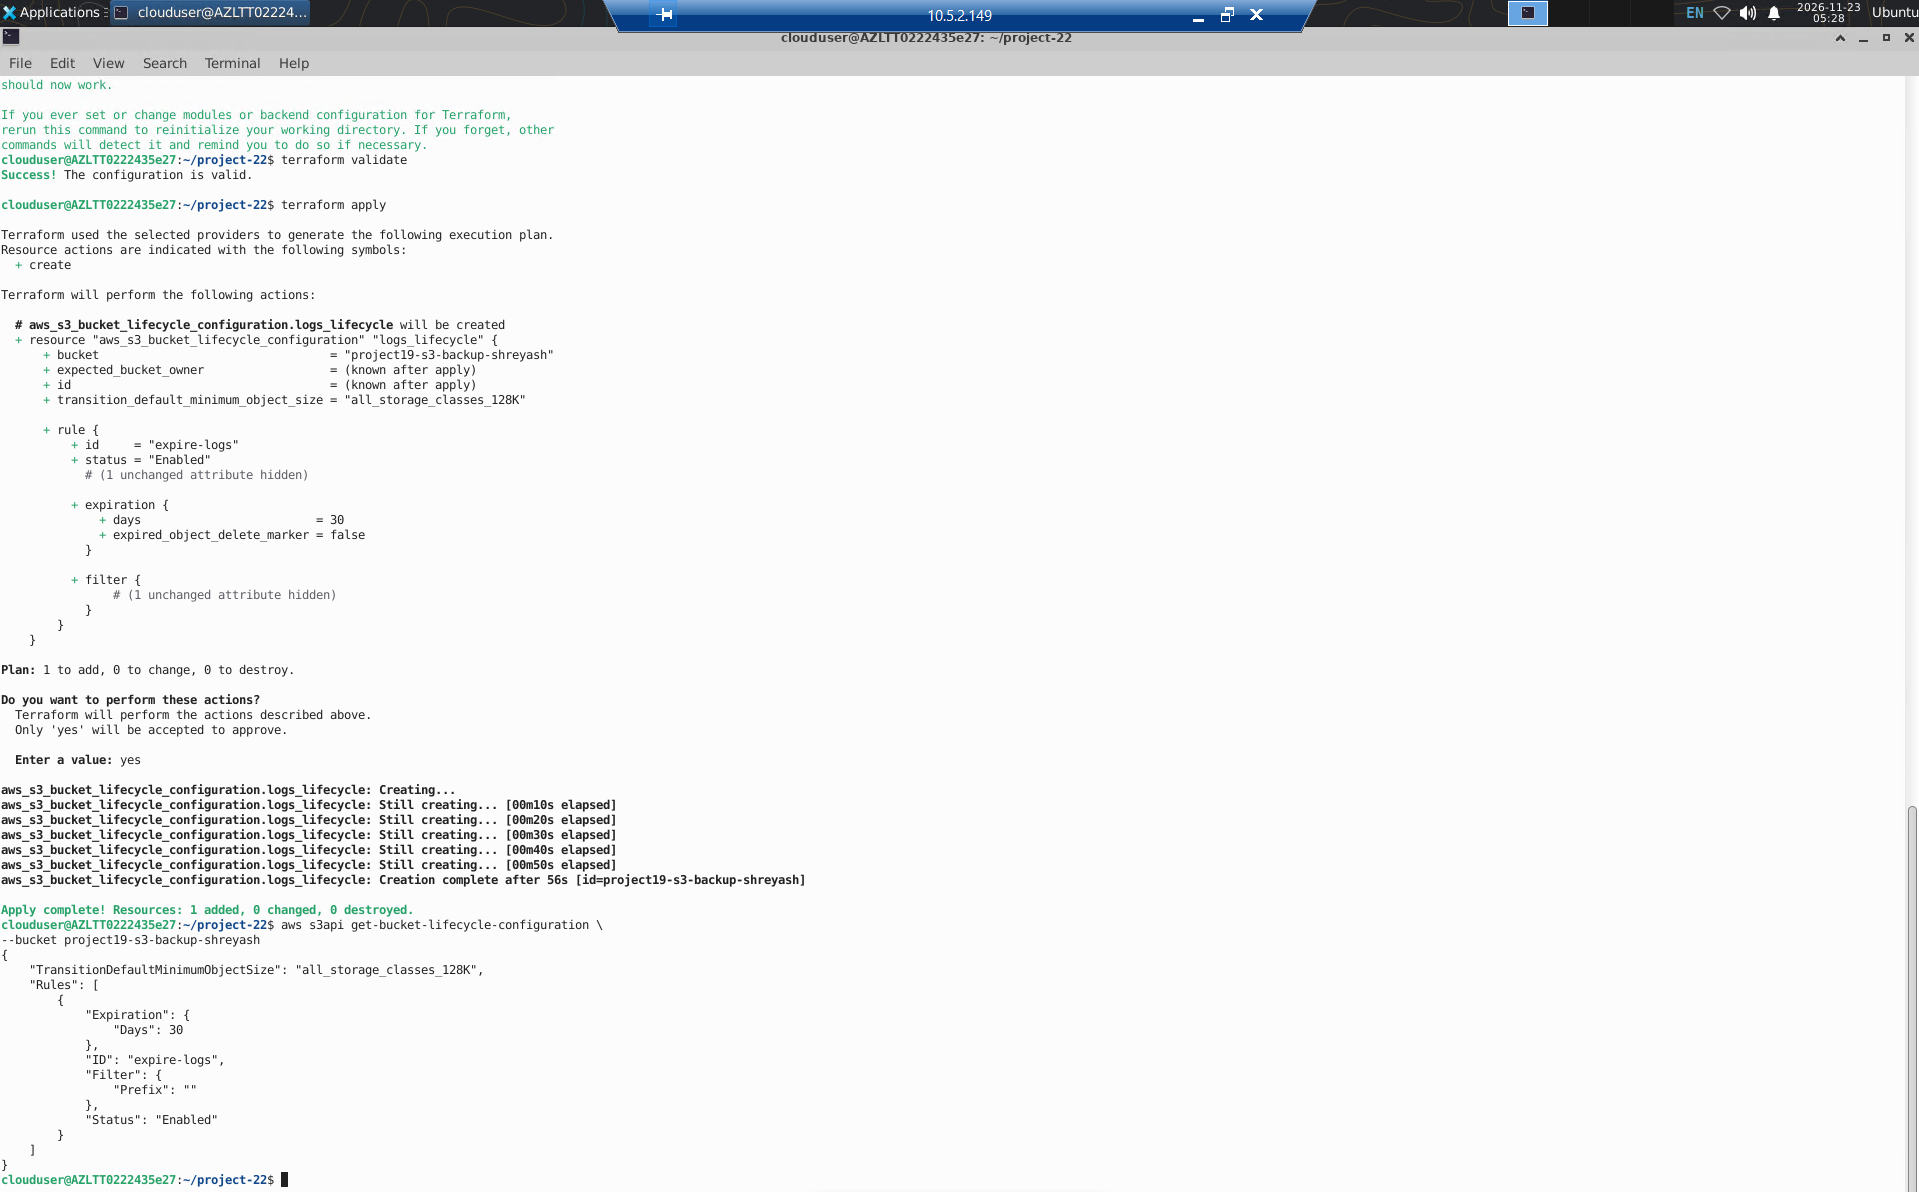 Applications
clouduser@AZLTT02224...
10.5.2.149
EN
2026-11-23
05:28
Ubuntu
clouduser@AZLTT0222435e27: ~/project-22
File Edit View Search Terminal Help
should now work.
If you ever set or change modules or backend configuration for Terraform,
rerun this command to reinitialize your working directory. If you forget, other
commands will detect it and remind you to do so if necessary.
clouduser@AZLTT0222435e27:~/project-22$ terraform validate
Success! The configuration is valid.
clouduser@AZLTT0222435e27:~/project-22$ terraform apply
Terraform used the selected providers to generate the following execution plan.
Resource actions are indicated with the following symbols:
  + create
Terraform will perform the following actions:
  # aws_s3_bucket_lifecycle_configuration.logs_lifecycle will be created
  + resource "aws_s3_bucket_lifecycle_configuration" "logs_lifecycle" {
      + bucket                                 = "project19-s3-backup-shreyash"
      + expected_bucket_owner                  = (known after apply)
      + id                                     = (known after apply)
      + transition_default_minimum_object_size = "all_storage_classes_128K"
      + rule {
          + id     = "expire-logs"
          + status = "Enabled"
            # (1 unchanged attribute hidden)
          + expiration {
              + days                         = 30
              + expired_object_delete_marker = false
            }
          + filter {
                # (1 unchanged attribute hidden)
            }
        }
    }
Plan: 1 to add, 0 to change, 0 to destroy.
Do you want to perform these actions?
  Terraform will perform the actions described above.
  Only 'yes' will be accepted to approve.
  Enter a value: yes
aws_s3_bucket_lifecycle_configuration.logs_lifecycle: Creating...
aws_s3_bucket_lifecycle_configuration.logs_lifecycle: Still creating... [00m10s elapsed]
aws_s3_bucket_lifecycle_configuration.logs_lifecycle: Still creating... [00m20s elapsed]
aws_s3_bucket_lifecycle_configuration.logs_lifecycle: Still creating... [00m30s elapsed]
aws_s3_bucket_lifecycle_configuration.logs_lifecycle: Still creating... [00m40s elapsed]
aws_s3_bucket_lifecycle_configuration.logs_lifecycle: Still creating... [00m50s elapsed]
aws_s3_bucket_lifecycle_configuration.logs_lifecycle: Creation complete after 56s [id=project19-s3-backup-shreyash]
Apply complete! Resources: 1 added, 0 changed, 0 destroyed.
clouduser@AZLTT0222435e27:~/project-22$ aws s3api get-bucket-lifecycle-configuration \
--bucket project19-s3-backup-shreyash
{
    "TransitionDefaultMinimumObjectSize": "all_storage_classes_128K",
    "Rules": [
        {
            "Expiration": {
                "Days": 30
            },
            "ID": "expire-logs",
            "Filter": {
                "Prefix": ""
            },
            "Status": "Enabled"
        }
    ]
}
clouduser@AZLTT0222435e27:~/project-22$